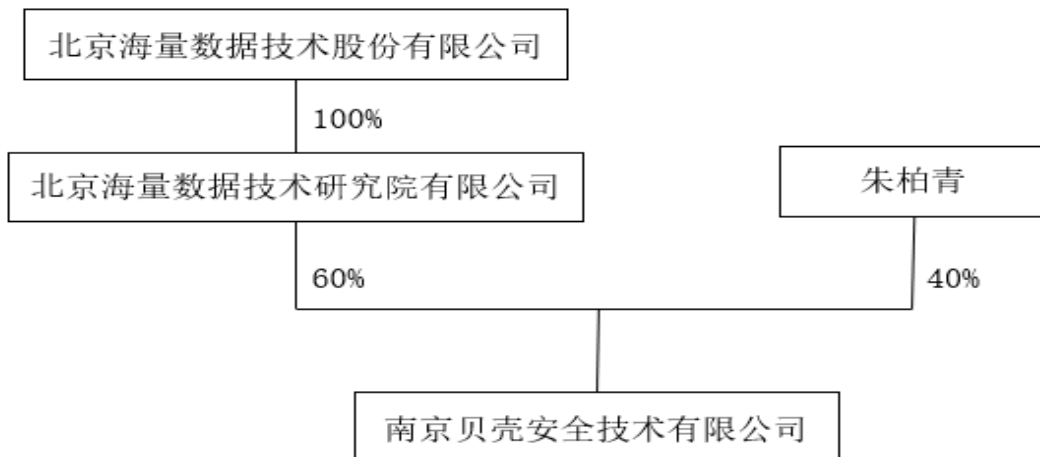 北京海量数据技术股份有限公司
100%
北京海量数据技术研究院有限公司
朱柏青
60%
40%
南京贝壳安全技术有限公司